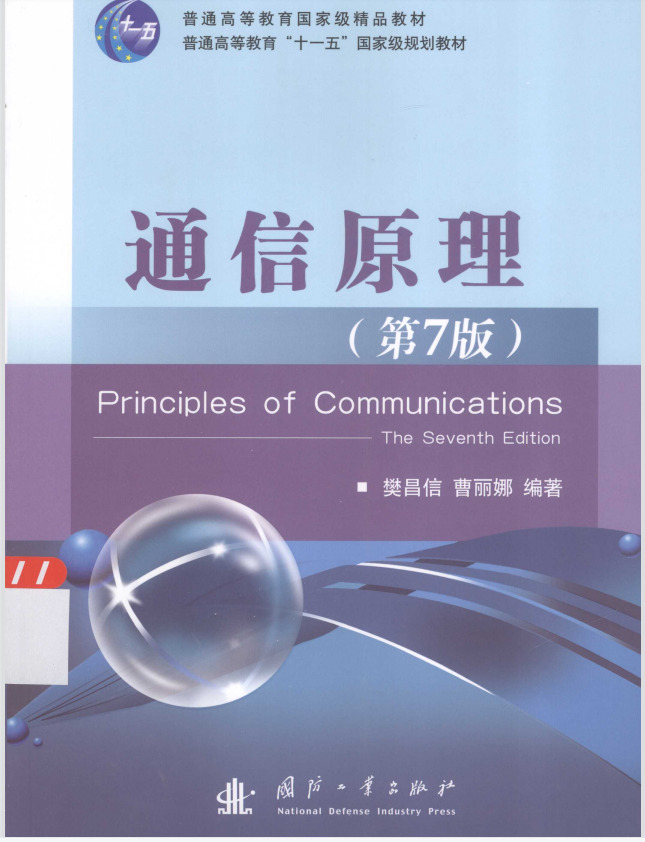 十一五
普通高等教育国家级精品教材
普通高等教育“十一五”国家级规划教材
通信原理
(第7版)
Principles of Communications
The Seventh Edition
樊昌信 曹丽娜 编著
国防工业出版社
National Defense Industry Press